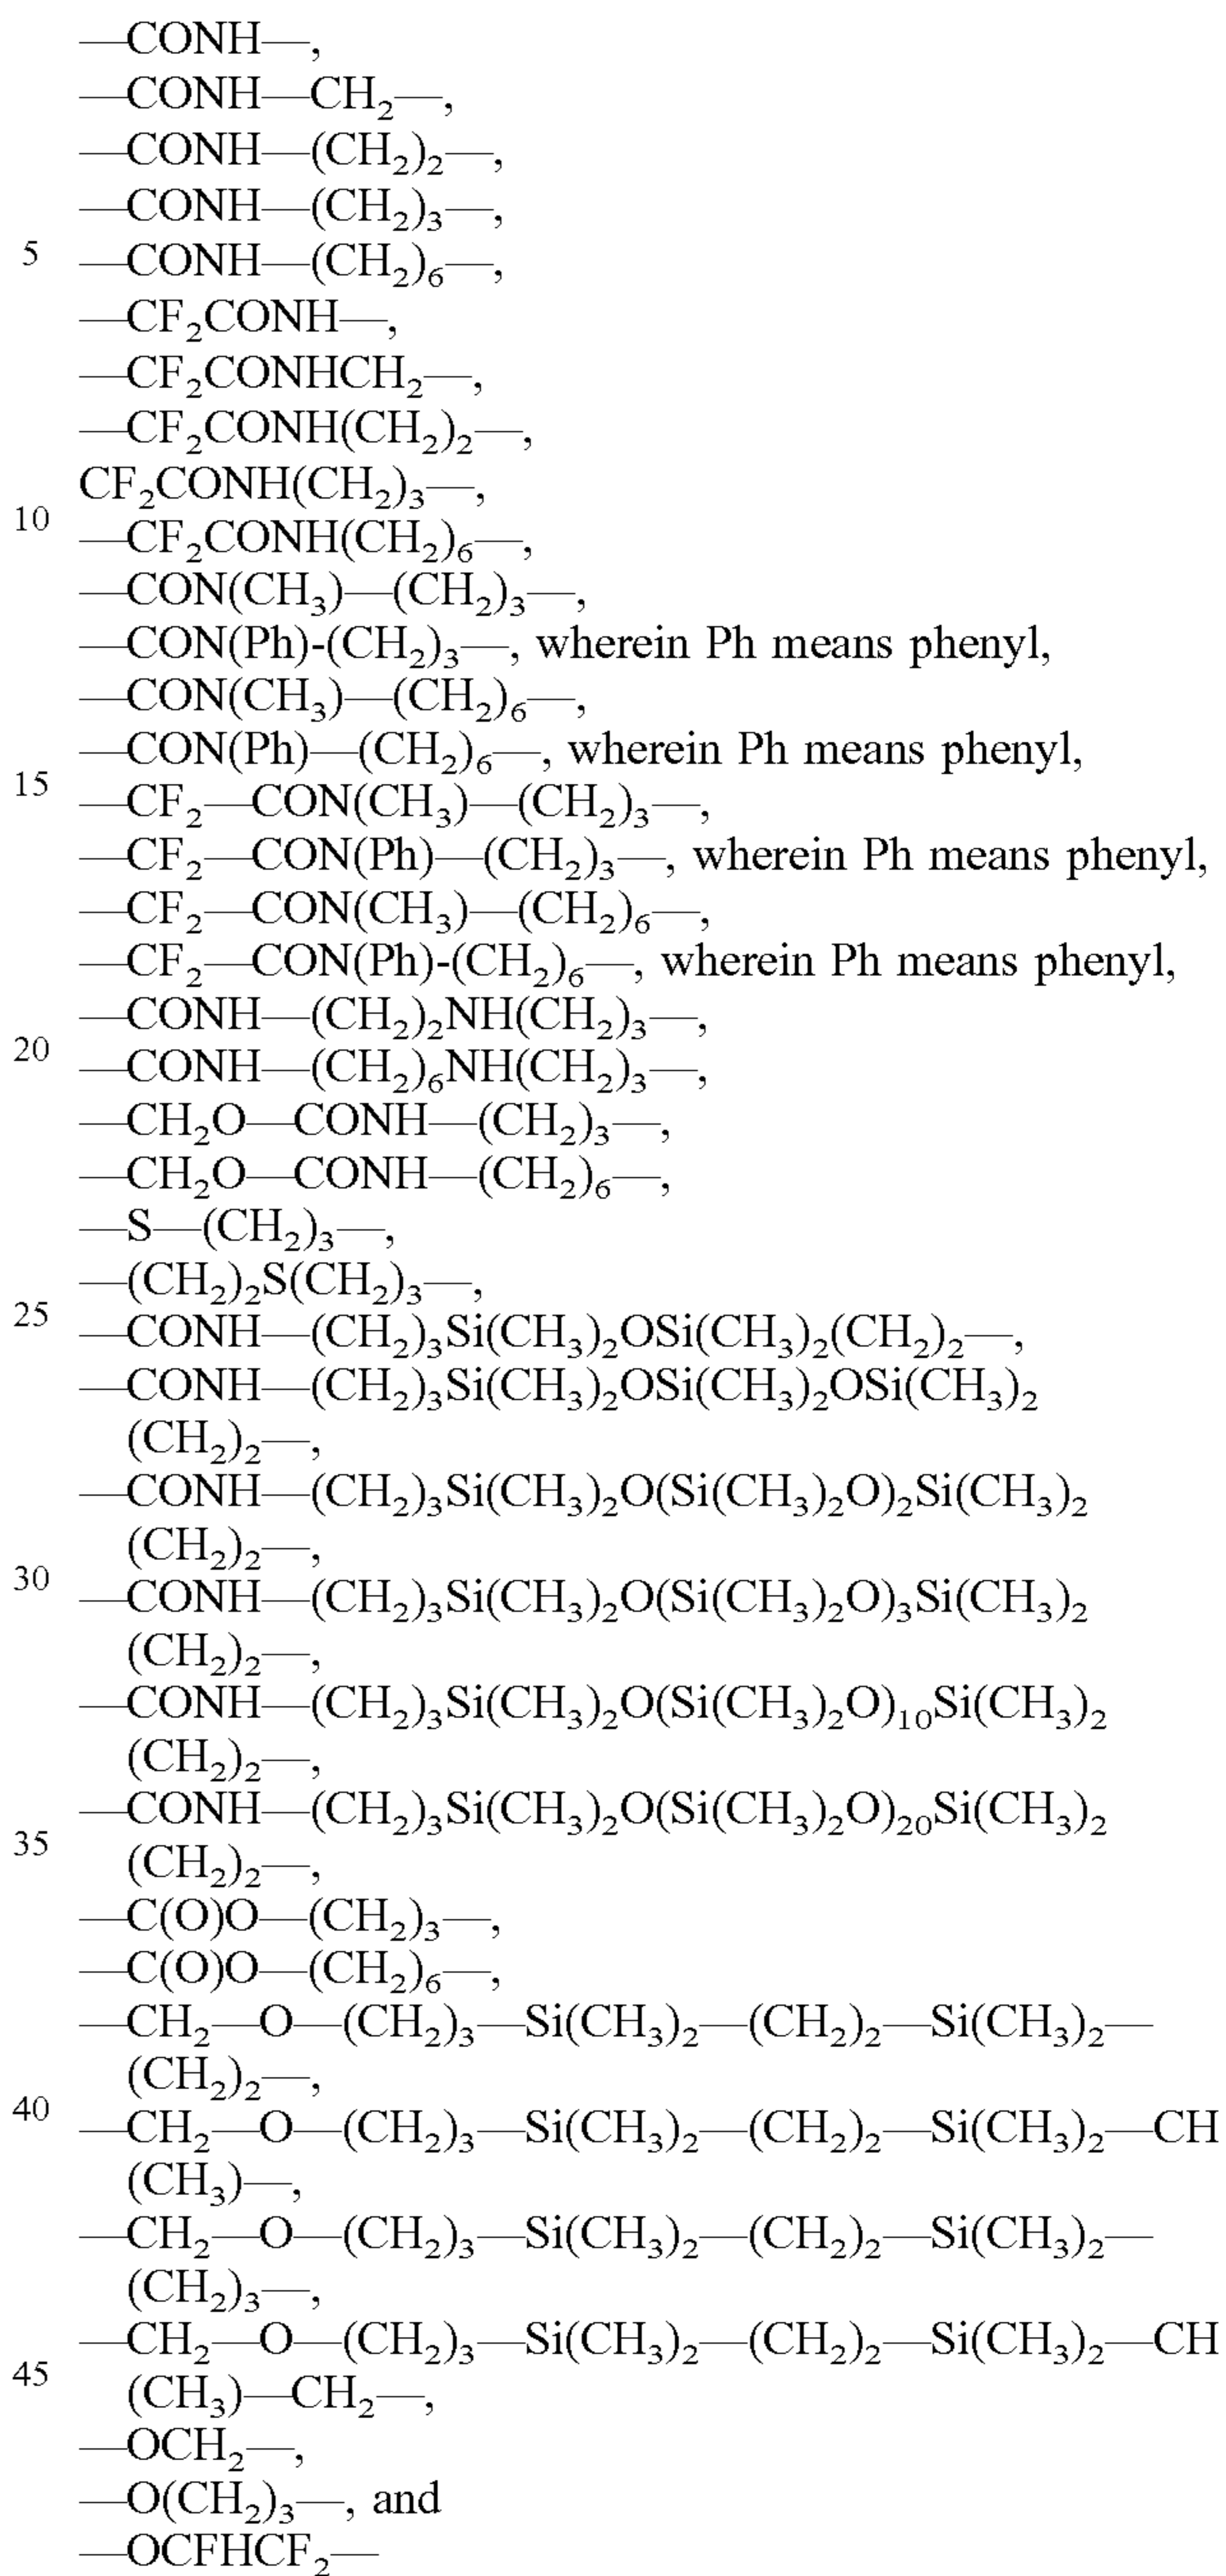 —CONH—,
—CONH—CH₂—,
—CONH—(CH₂)₂—,
—CONH—(CH₂)₃—,
5 —CONH—(CH₂)₆—,
—CF₂CONH—,
—CF₂CONHCH₂—,
—CF₂CONH(CH₂)₂—,
CF₂CONH(CH₂)₃—,
10 —CF₂CONH(CH₂)₆—,
—CON(CH₃)—(CH₂)₃—,
—CON(Ph)-(CH₂)₃—, wherein Ph means phenyl,
—CON(CH₃)—(CH₂)₆—,
—CON(Ph)—(CH₂)₆—, wherein Ph means phenyl,
15 —CF₂—CON(CH₃)—(CH₂)₃—,
—CF₂—CON(Ph)—(CH₂)₃—, wherein Ph means phenyl,
—CF₂—CON(CH₃)—(CH₂)₆—,
—CF₂—CON(Ph)-(CH₂)₆—, wherein Ph means phenyl,
—CONH—(CH₂)₂NH(CH₂)₃—,
20 —CONH—(CH₂)₆NH(CH₂)₃—,
—CH₂O—CONH—(CH₂)₃—,
—CH₂O—CONH—(CH₂)₆—,
—S—(CH₂)₃—,
—(CH₂)₂S(CH₂)₃—,
25 —CONH—(CH₂)₃Si(CH₃)₂OSi(CH₃)₂(CH₂)₂—,
—CONH—(CH₂)₃Si(CH₃)₂OSi(CH₃)₂OSi(CH₃)₂
(CH₂)₂—,
—CONH—(CH₂)₃Si(CH₃)₂O(Si(CH₃)₂O)₂Si(CH₃)₂
(CH₂)₂—,
30 —CONH—(CH₂)₃Si(CH₃)₂O(Si(CH₃)₂O)₃Si(CH₃)₂
(CH₂)₂—,
—CONH—(CH₂)₃Si(CH₃)₂O(Si(CH₃)₂O)₁₀Si(CH₃)₂
(CH₂)₂—,
—CONH—(CH₂)₃Si(CH₃)₂O(Si(CH₃)₂O)₂₀Si(CH₃)₂
35 (CH₂)₂—,
—C(O)O—(CH₂)₃—,
—C(O)O—(CH₂)₆—,
—CH₂—O—(CH₂)₃—Si(CH₃)₂—(CH₂)₂—Si(CH₃)₂—
(CH₂)₂—,
40 —CH₂—O—(CH₂)₃—Si(CH₃)₂—(CH₂)₂—Si(CH₃)₂—CH
(CH₃)—,
—CH₂—O—(CH₂)₃—Si(CH₃)₂—(CH₂)₂—Si(CH₃)₂—
(CH₂)₃—,
—CH₂—O—(CH₂)₃—Si(CH₃)₂—(CH₂)₂—Si(CH₃)₂—CH
45 (CH₃)—CH₂—,
—OCH₂—,
—O(CH₂)₃—, and
—OCFHCF₂—